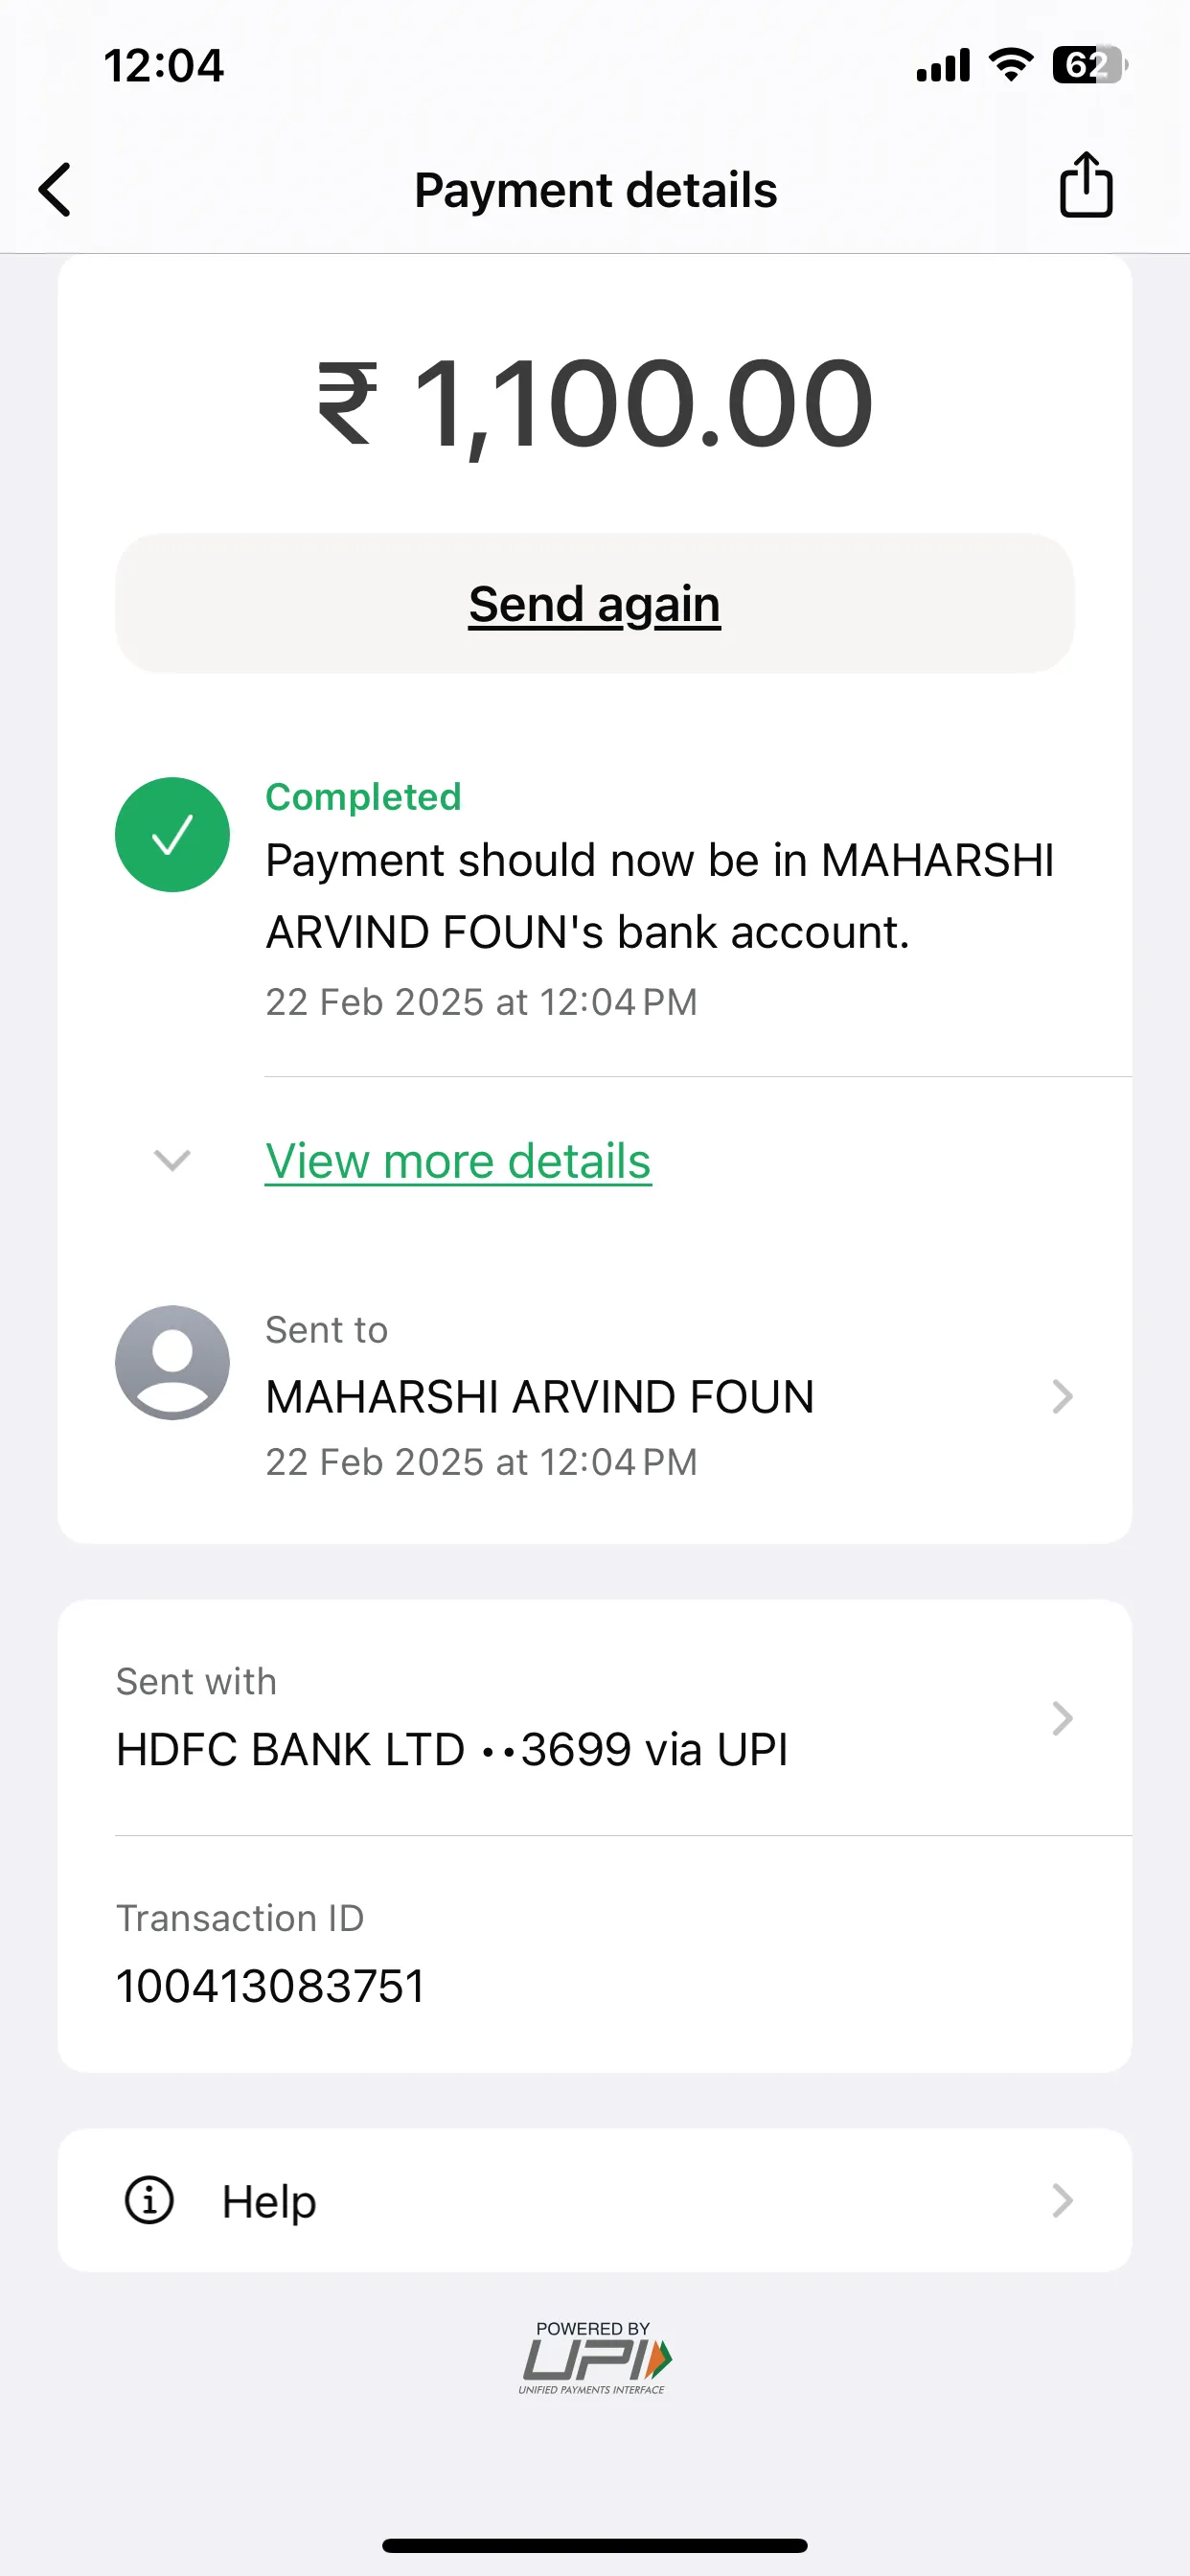 12:04
62
Payment details
₹ 1,100.00
Send again
Completed
Payment should now be in MAHARSHI
ARVIND FOUN's bank account.
22 Feb 2025 at 12:04 PM
View more details
Sent to
MAHARSHI ARVIND FOUN
22 Feb 2025 at 12:04 PM
Sent with
HDFC BANK LTD ··3699 via UPI
Transaction ID
100413083751
Help
POWERED BY
UPI
UNIFIED PAYMENTS INTERFACE